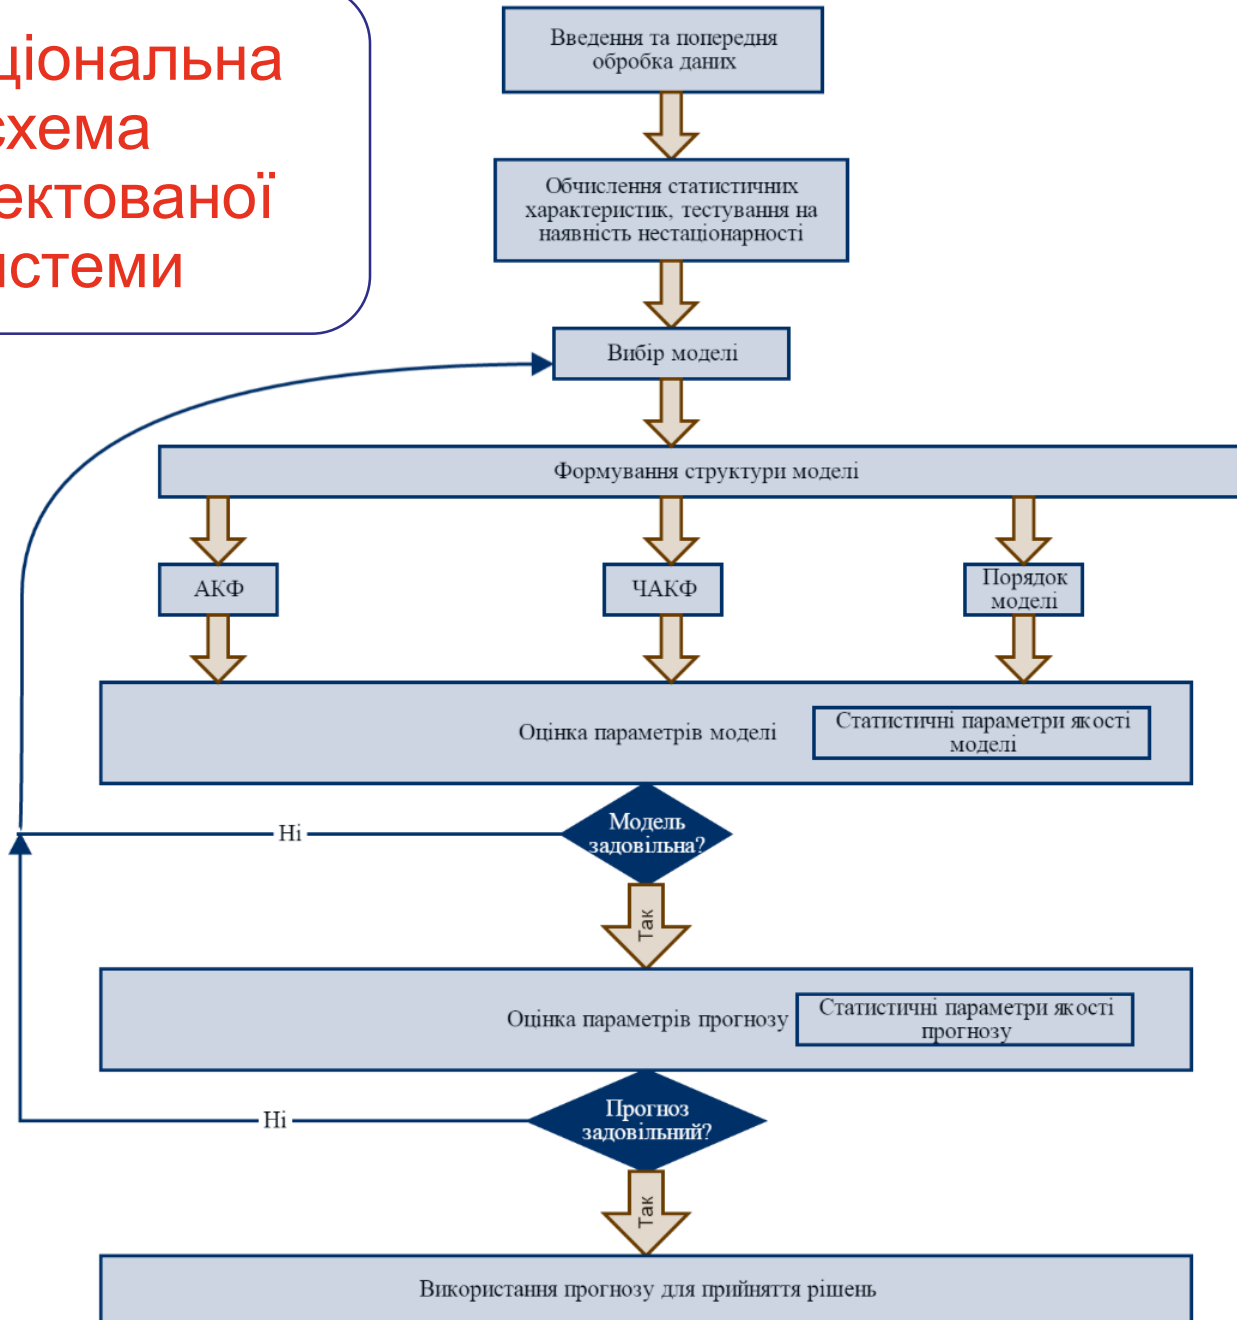 ціональна
схема
ектованої
истеми
Введення та попередня
обробка даних
Обчислення статистичних
характеристик, тестування на
наявність нестаціонарності
Вибір моделі
Формування структури моделі
АКФ
ЧАКФ
Порядок
моделі
Оцінка параметрів моделі
Статистичні параметри якості
моделі
Модель
задовільна?
Ні
Так
Оцінка параметрів прогнозу
Статистичні параметри якості
прогнозу
Прогноз
задовільний?
Ні
Так
Використання прогнозу для прийняття рішень